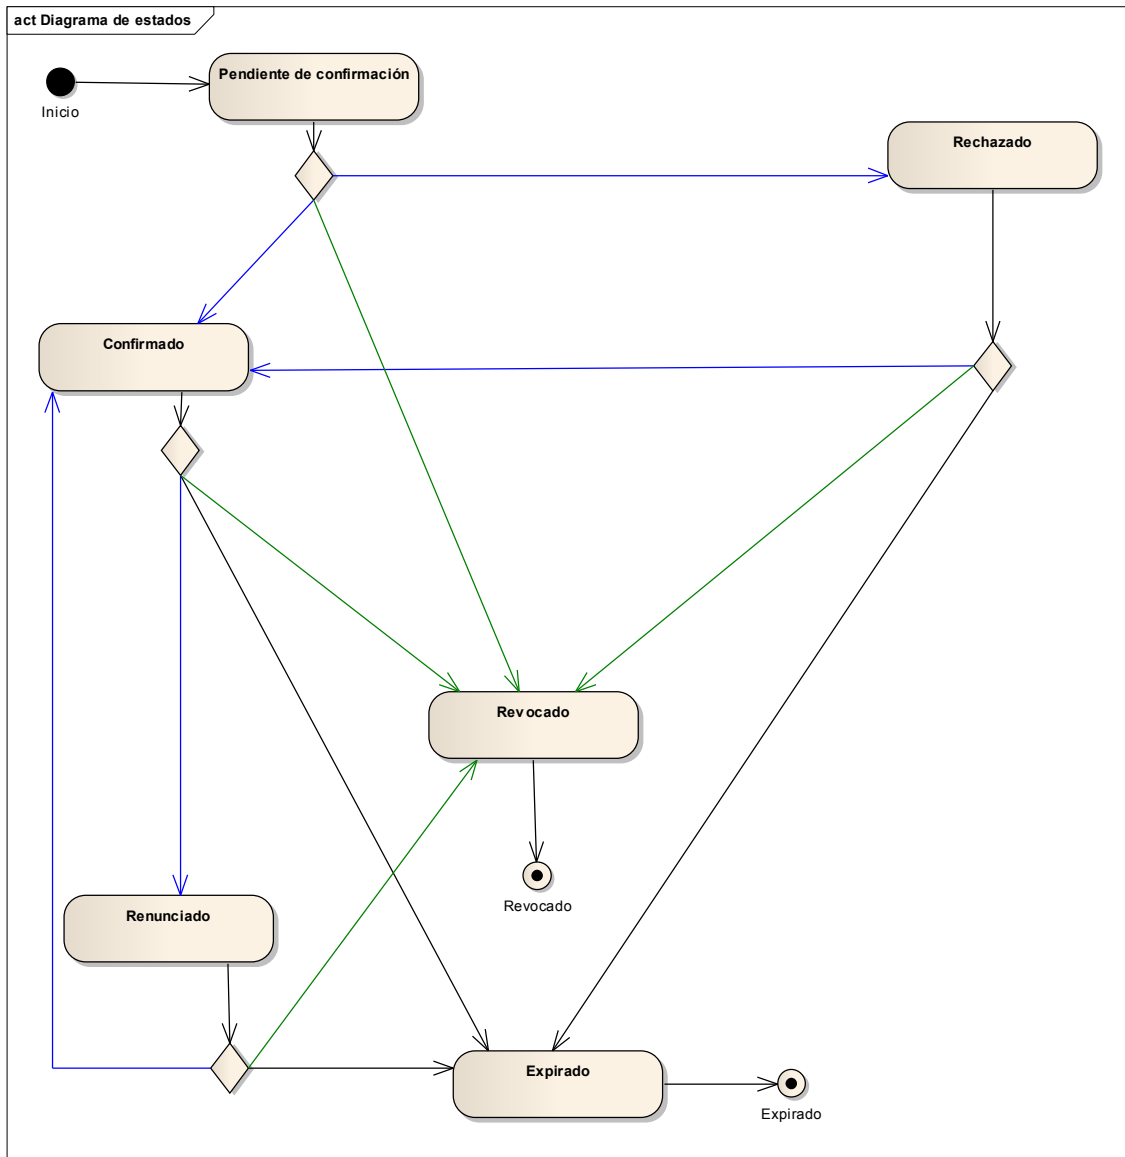 act Diagrama de estados
Pendiente de confirmación
Inicio
Rechazado
Confirmado
Revocado
Revocado
Renunciado
Expirado
Expirado